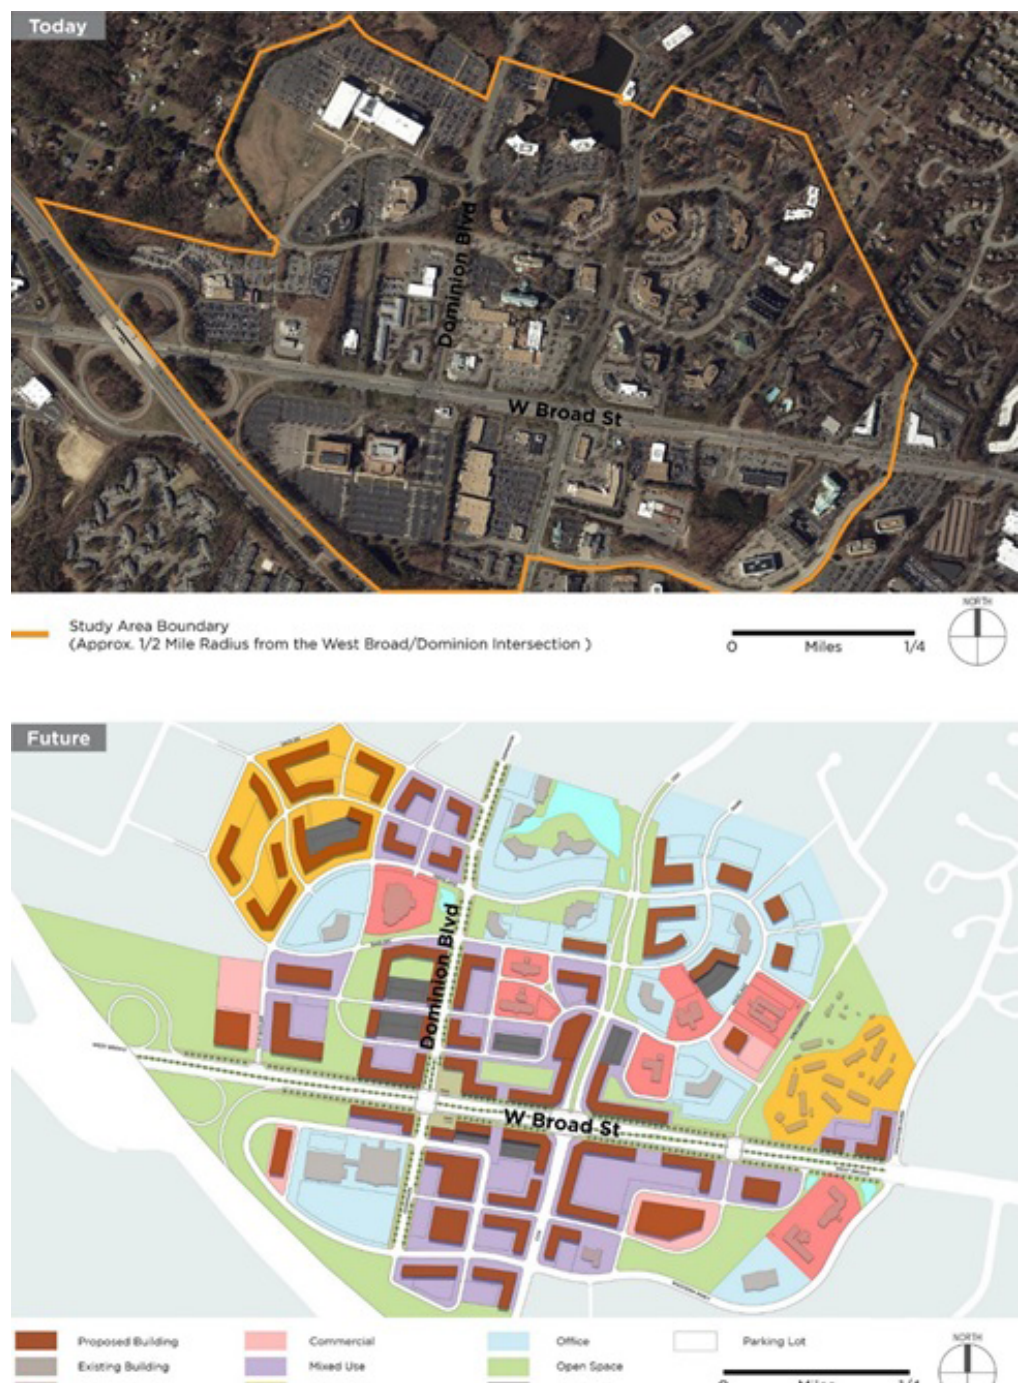 Today
Dominion Blvd
W Broad St
NORTH
Study Area Boundary
(Approx. 1/2 Mile Radius from the West Broad/Dominion Intersection )
0 Miles 1/4
Future
Dominion Blvd
W Broad St
Proposed Building Commercial Office Parking Lot
NORTH
Existing Building Mixed Use Open Space